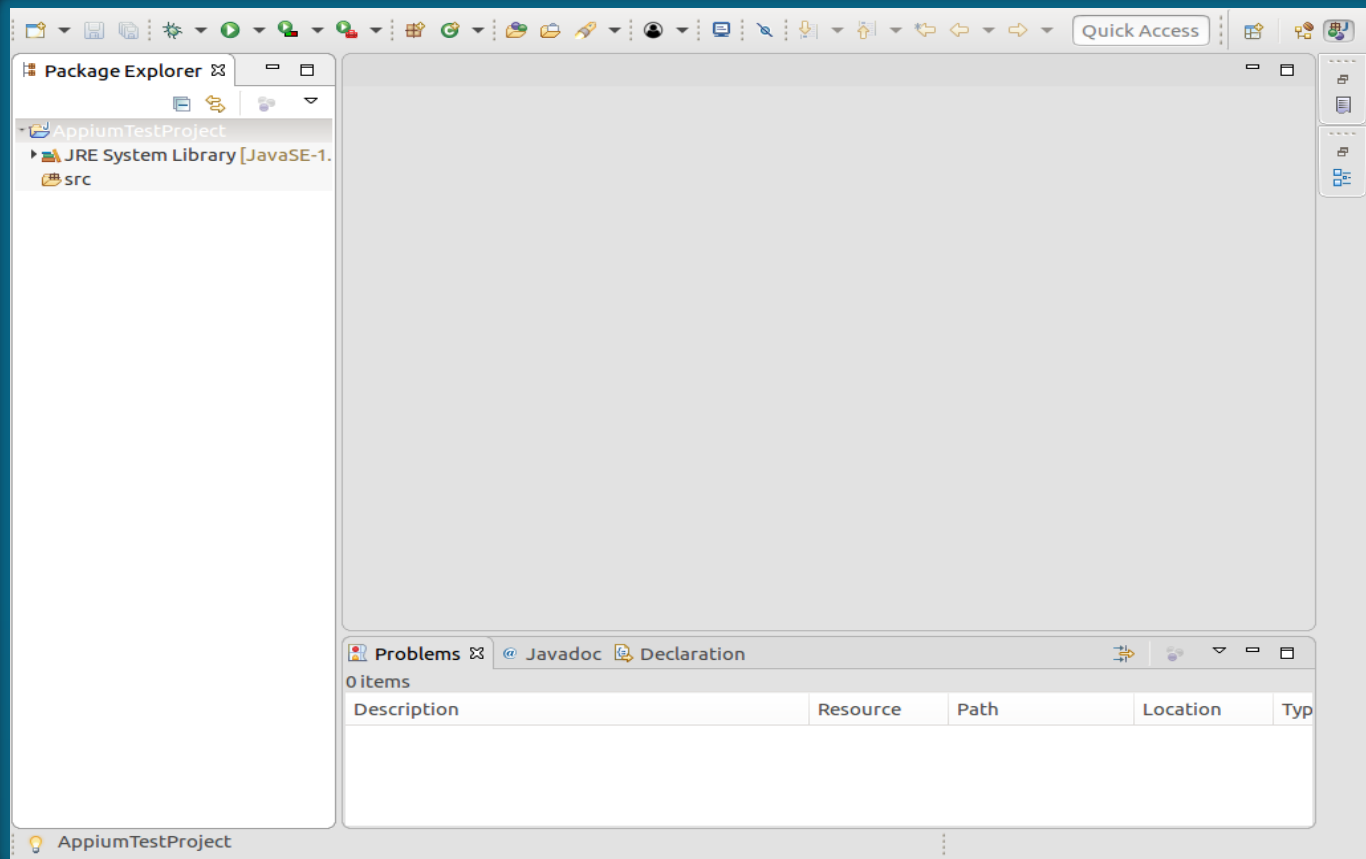 Quick Access
Package Explorer
AppiumTestProject
JRE System Library [JavaSE-1.
src
Problems @ Javadoc Declaration
0 items
Description Resource Path Location Typ
AppiumTestProject